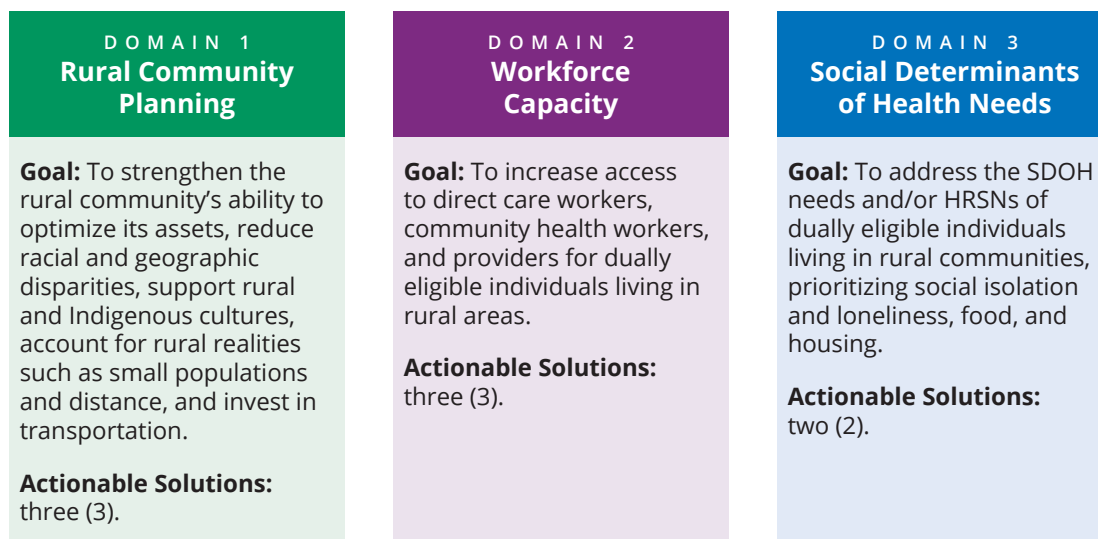 DOMAIN 1
Rural Community
Planning
Goal: To strengthen the
rural community’s ability to
optimize its assets, reduce
racial and geographic
disparities, support rural
and Indigenous cultures,
account for rural realities
such as small populations
and distance, and invest in
transportation.
Actionable Solutions:
three (3).
DOMAIN 2
Workforce
Capacity
Goal: To increase access
to direct care workers,
community health workers,
and providers for dually
eligible individuals living in
rural areas.
Actionable Solutions:
three (3).
DOMAIN 3
Social Determinants
of Health Needs
Goal: To address the SDOH
needs and/or HRSNs of
dually eligible individuals
living in rural communities,
prioritizing social isolation
and loneliness, food, and
housing.
Actionable Solutions:
two (2).